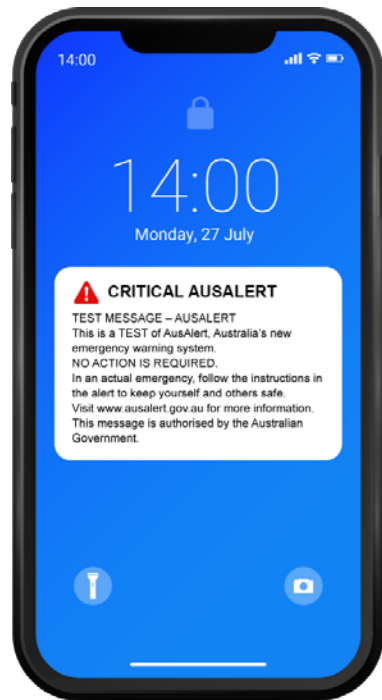 14:00
14:00
Monday, 27 July
CRITICAL AUSALERT
TEST MESSAGE – AUSALERT
This is a TEST of AusAlert, Australia's new
emergency warning system.
NO ACTION IS REQUIRED.
In an actual emergency, follow the instructions in
the alert to keep yourself and others safe.
Visit www.ausalert.gov.au for more information.
This message is authorised by the Australian
Government.